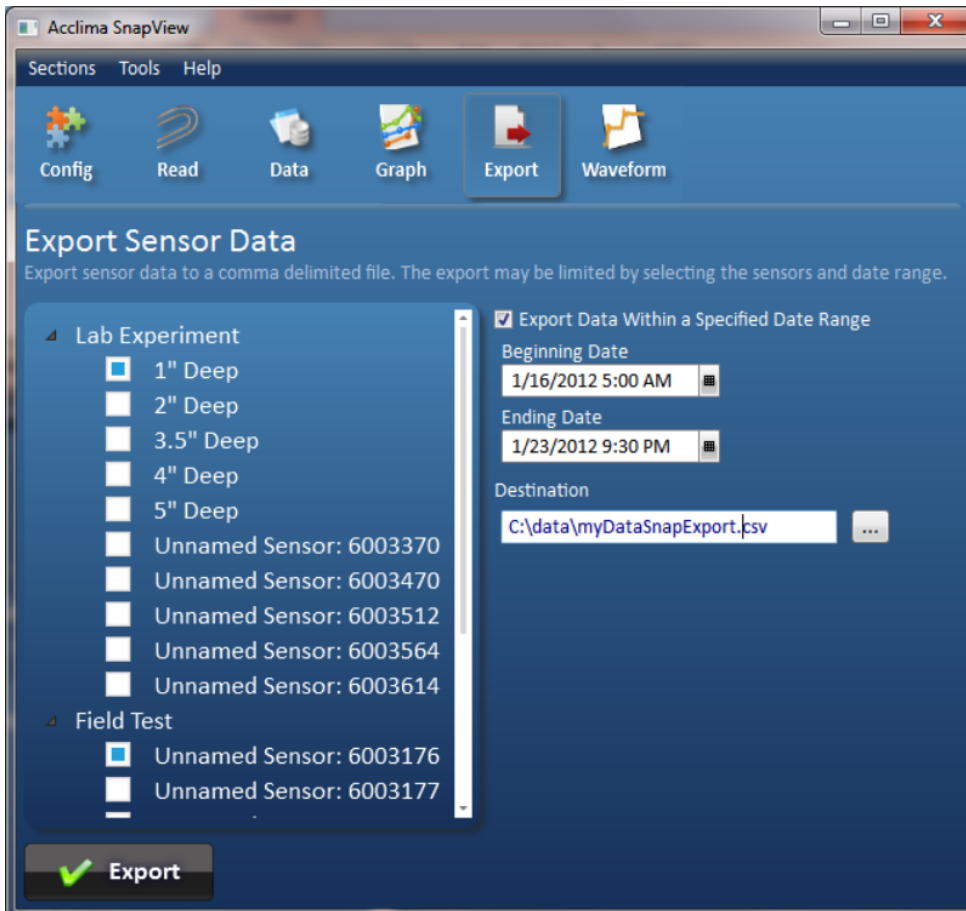 Acclima SnapView
Sections Tools Help
Config Read Data Graph Export Waveform
Export Sensor Data
Export sensor data to a comma delimited file. The export may be limited by selecting the sensors and date range.
Lab Experiment
1" Deep
2" Deep
3.5" Deep
4" Deep
5" Deep
Unnamed Sensor: 6003370
Unnamed Sensor: 6003470
Unnamed Sensor: 6003512
Unnamed Sensor: 6003564
Unnamed Sensor: 6003614
Field Test
Unnamed Sensor: 6003176
Unnamed Sensor: 6003177
Export Data Within a Specified Date Range
Beginning Date
1/16/2012 5:00 AM
Ending Date
1/23/2012 9:30 PM
Destination
C:\data\myDataSnapExport.csv
...
Export